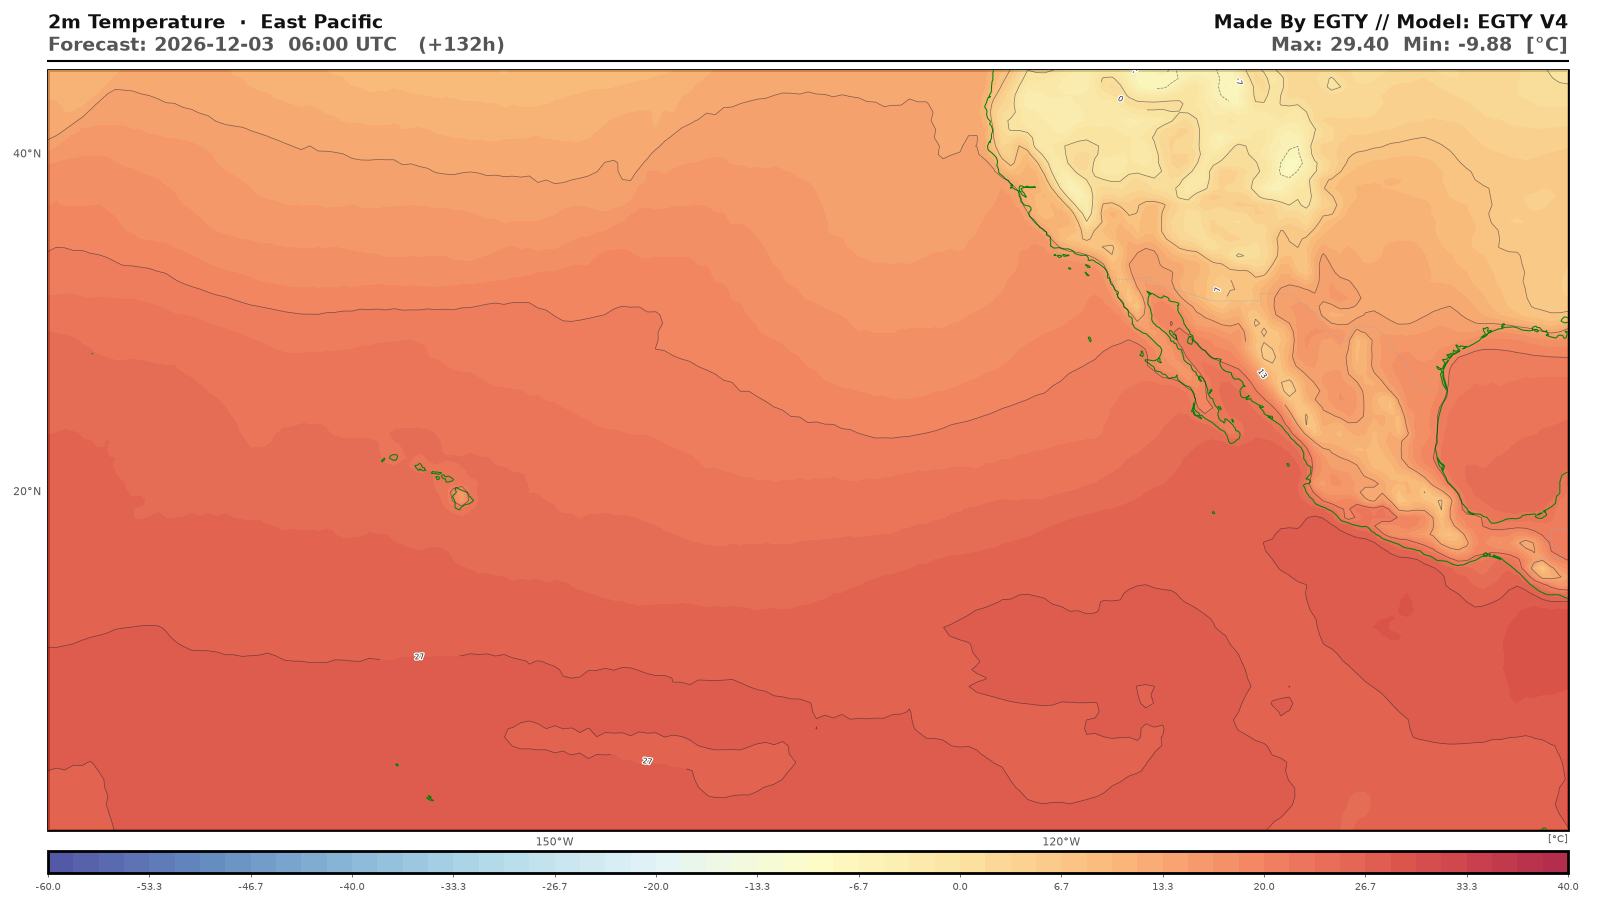 2m Temperature · East Pacific
Made By EGTY // Model: EGTY V4
Forecast: 2026-12-03 06:00 UTC (+132h)
Max: 29.40 Min: -9.88 [°C]
-7
0
40°N
7
13
20°N
27
27
150°W
120°W
[°C]
-60.0 -53.3 -46.7 -40.0 -33.3 -26.7 -20.0 -13.3 -6.7 0.0 6.7 13.3 20.0 26.7 33.3 40.0